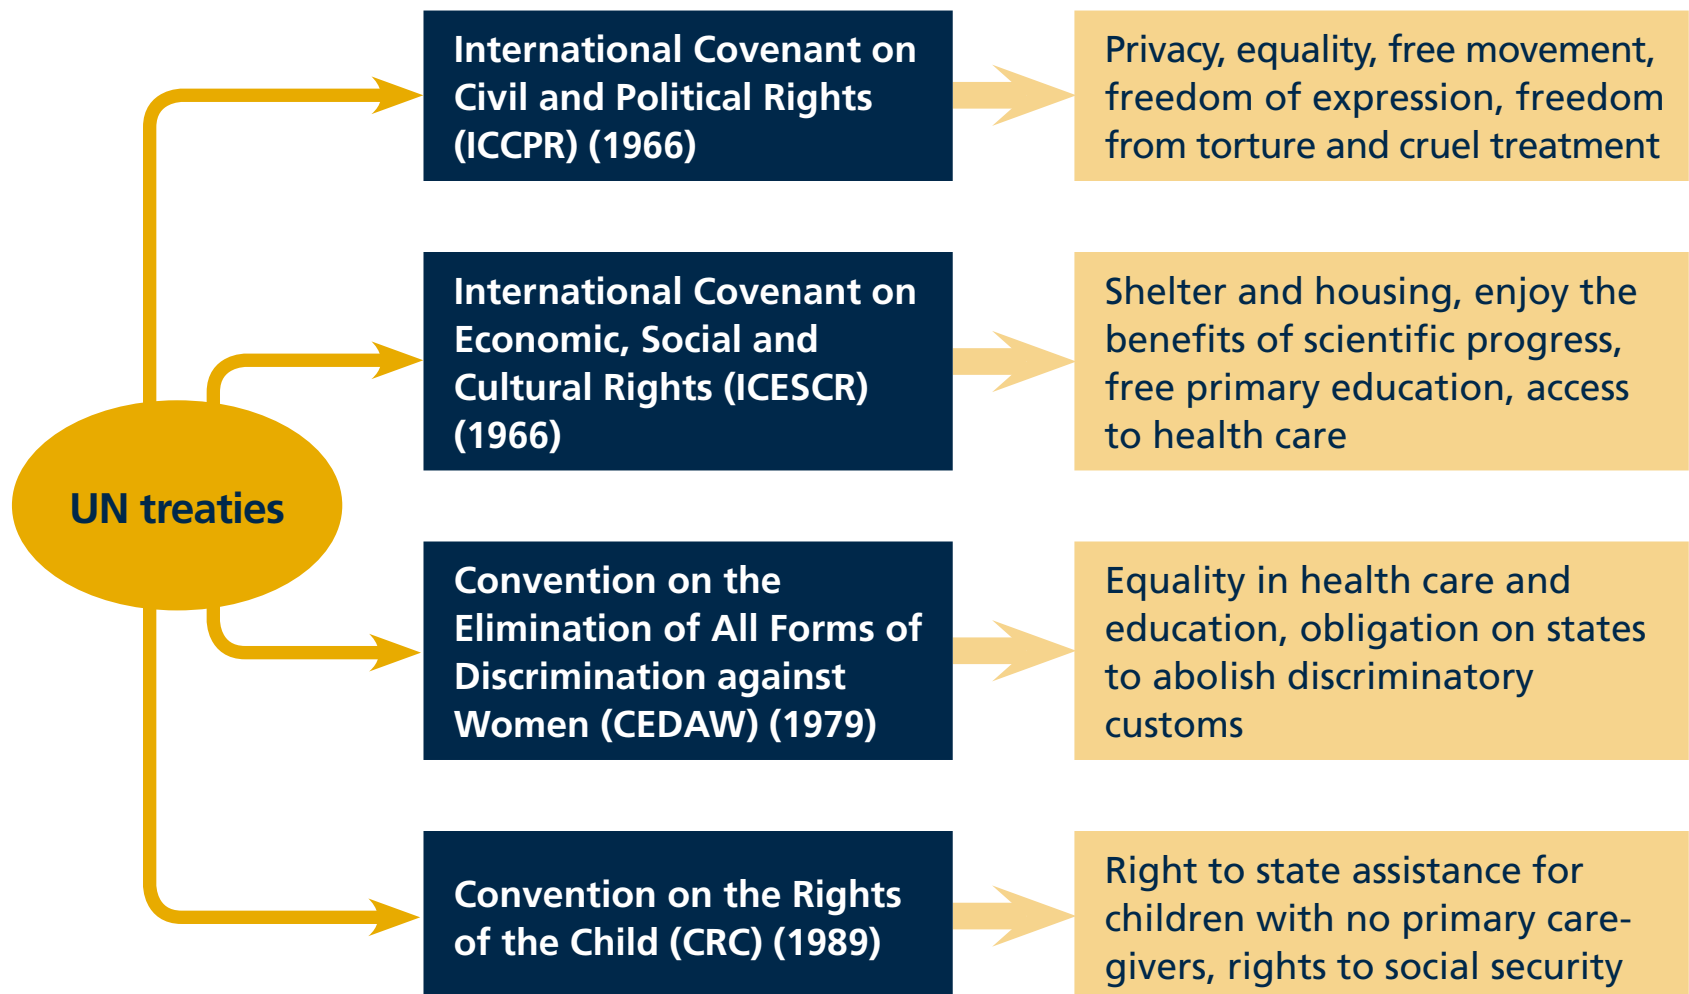 International Covenant on
Civil and Political Rights
(ICCPR) (1966)
Privacy, equality, free movement,
freedom of expression, freedom
from torture and cruel treatment
International Covenant on
Economic, Social and
Cultural Rights (ICESCR)
(1966)
Shelter and housing, enjoy the
benefits of scientific progress,
free primary education, access
to health care
UN treaties
Convention on the
Elimination of All Forms of
Discrimination against
Women (CEDAW) (1979)
Equality in health care and
education, obligation on states
to abolish discriminatory
customs
Convention on the Rights
of the Child (CRC) (1989)
Right to state assistance for
children with no primary care-
givers, rights to social security